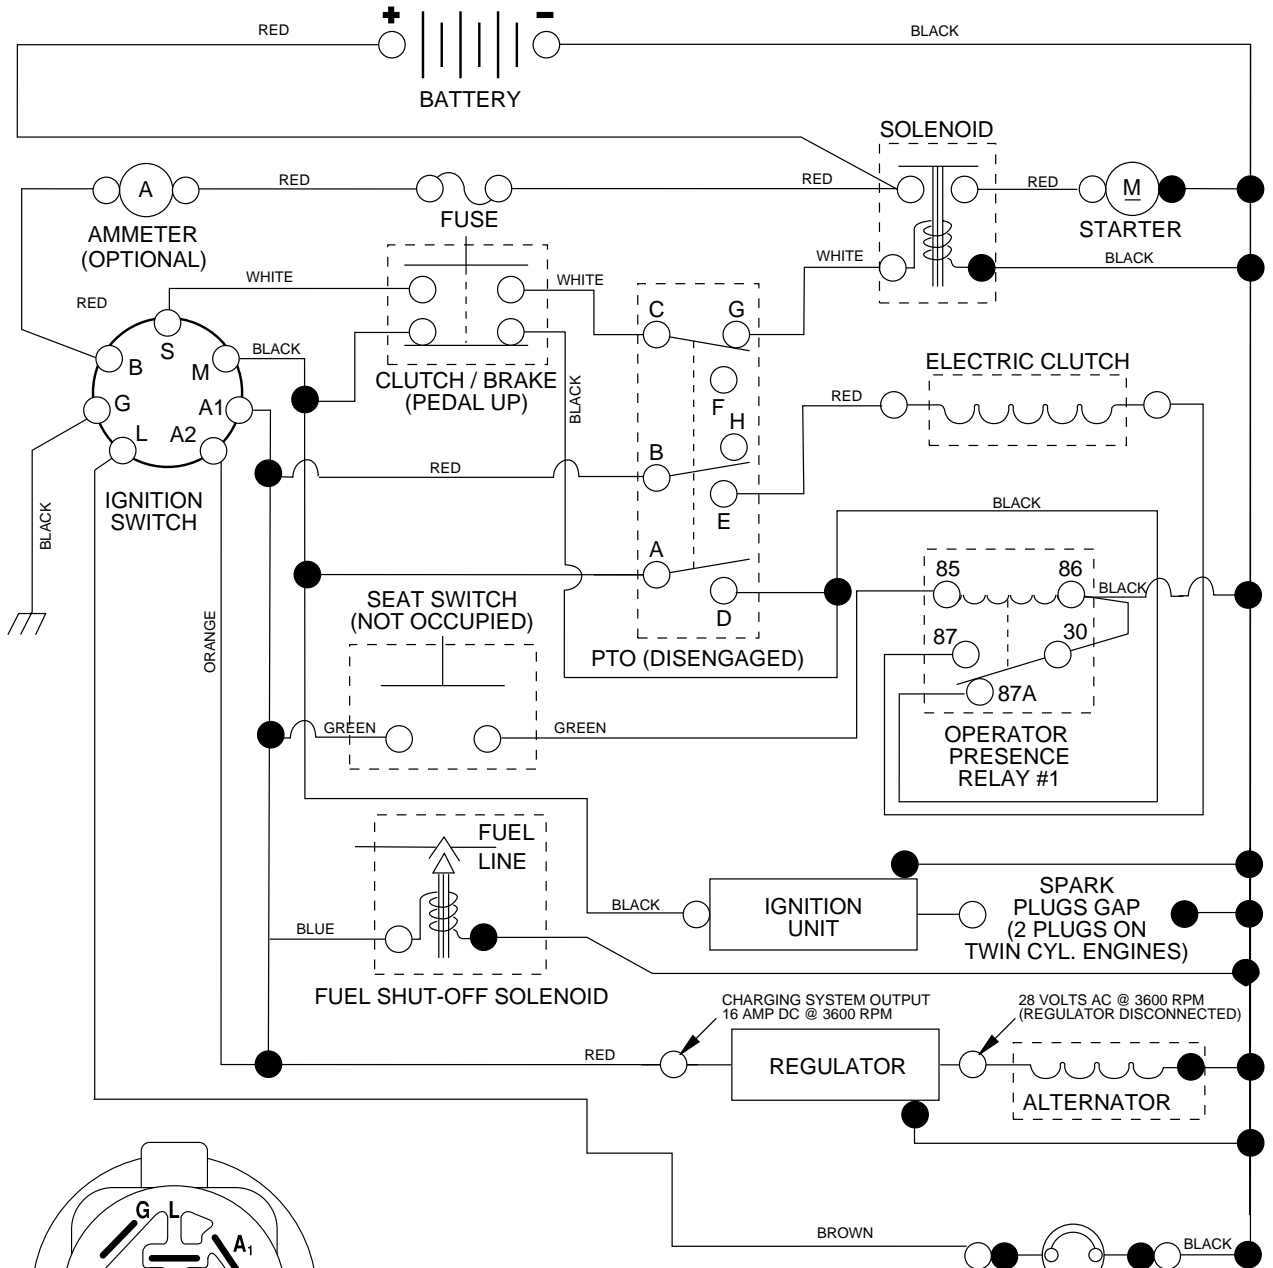 + -
RED
BLACK
BATTERY
SOLENOID
A
RED
RED
RED
M
FUSE
STARTER
AMMETER
(OPTIONAL)
WHITE
WHITE
WHITE
BLACK
RED
S
B
M
BLACK
G
A1
L
A2
IGNITION
SWITCH
CLUTCH / BRAKE
(PEDAL UP)
BLACK
C
G
F
H
B
E
A
D
PTO (DISENGAGED)
ELECTRIC CLUTCH
RED
RED
BLACK
BLACK
ORANGE
SEAT SWITCH
(NOT OCCUPIED)
GREEN
GREEN
85
86
BLACK
87
30
87A
OPERATOR
PRESENCE
RELAY #1
FUEL
LINE
BLUE
FUEL SHUT-OFF SOLENOID
BLACK
IGNITION
UNIT
SPARK
PLUGS GAP
(2 PLUGS ON
TWIN CYL. ENGINES)
CHARGING SYSTEM OUTPUT
16 AMP DC @ 3600 RPM
28 VOLTS AC @ 3600 RPM
(REGULATOR DISCONNECTED)
RED
REGULATOR
ALTERNATOR
G
L
A1
BROWN
BLACK